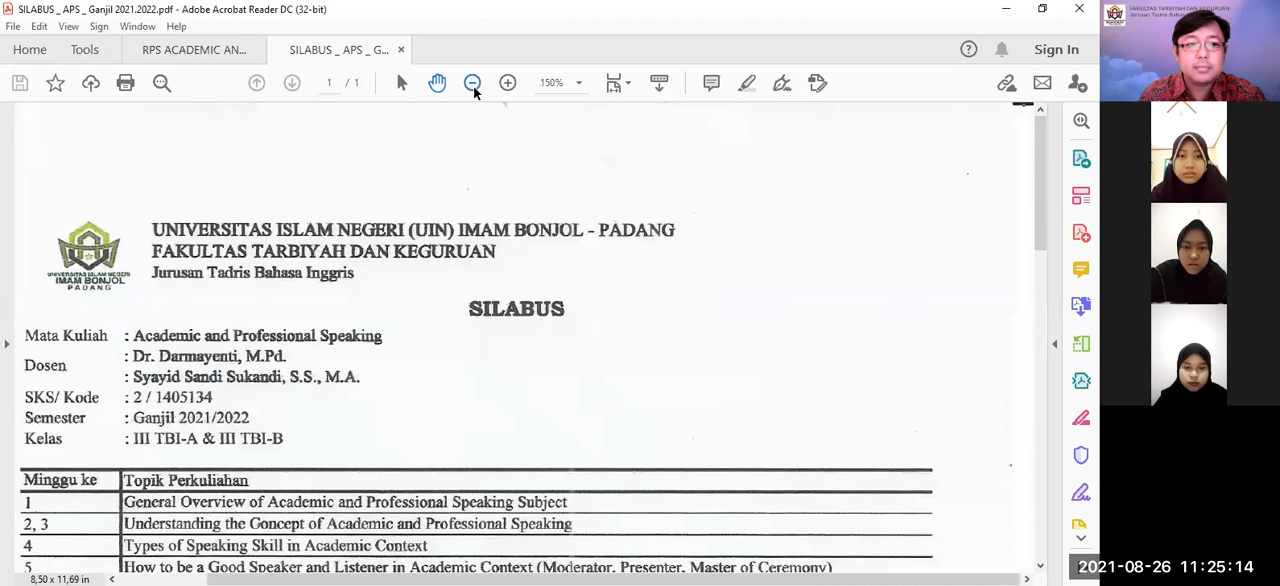 SILABUS _ APS _ Ganjil 2021.2022.pdf - Adobe Acrobat Reader DC (32-bit)
File Edit View Sign Window Help
Home Tools RPS ACADEMIC AN... SILABUS _ APS _ G... ×
Sign In
1 / 1
150%
UNIVERSITAS ISLAM NEGERI (UIN) IMAM BONJOL - PADANG
FAKULTAS TARBIYAH DAN KEGURUAN
Jurusan Tadris Bahasa Inggris
UNIVERSITAS ISLAM NEGERI
IMAM BONJOL
PADANG
SILABUS
Mata Kuliah : Academic and Professional Speaking
Dosen : Dr. Darmayenti, M.Pd.
: Syayid Sandi Sukandi, S.S., M.A.
SKS/ Kode : 2 / 1405134
Semester : Ganjil 2021/2022
Kelas : III TBI-A & III TBI-B
Minggu ke Topik Perkuliahan
1 General Overview of Academic and Professional Speaking Subject
2, 3 Understanding the Concept of Academic and Professional Speaking
4 Types of Speaking Skill in Academic Context
5 How to be a Good Speaker and Listener in Academic Context (Moderator, Presenter, Master of Ceremony)
8,50 x 11,69 in
FAKULTAS TARBIYAH DAN KEGURUAN
Jurusan Tadris Bahasa
2021-08-26 11:25:14